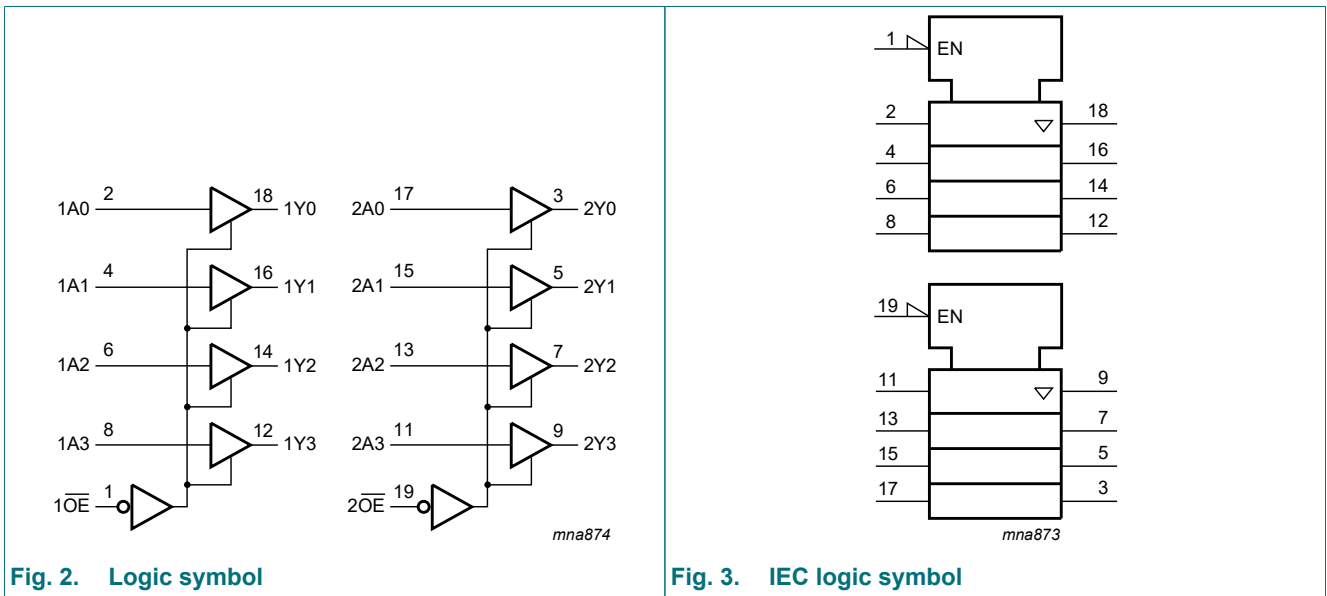 1A0 2 18 1Y0
1A1 4 16 1Y1
1A2 6 14 1Y2
1A3 8 12 1Y3
1O̅E̅ 1
2A0 17 3 2Y0
2A1 15 5 2Y1
2A2 13 7 2Y2
2A3 11 9 2Y3
2O̅E̅ 19
mna874
Fig. 2. Logic symbol
1 EN
2 18
4 16
6 14
8 12
19 EN
11 9
13 7
15 5
17 3
mna873
Fig. 3. IEC logic symbol